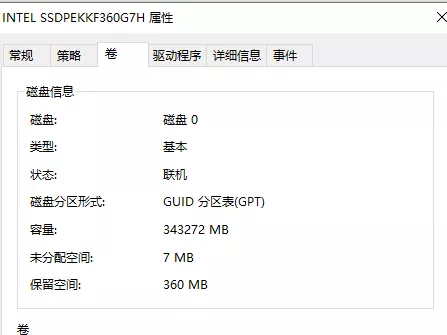 INTEL SSDPEKKF360G7H 属性
常规 策略 卷 驱动程序 详细信息 事件
磁盘信息
磁盘: 磁盘 0
类型: 基本
状态: 联机
磁盘分区形式: GUID 分区表(GPT)
容量: 343272 MB
未分配空间: 7 MB
保留空间: 360 MB
卷